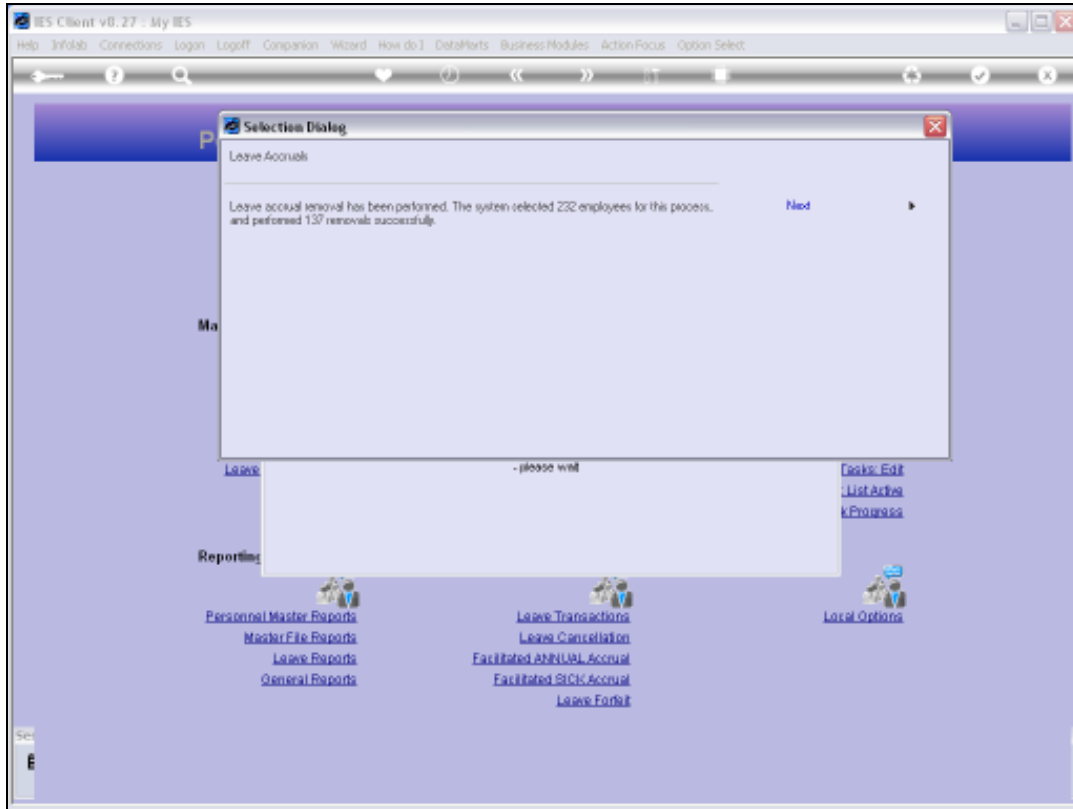 IES Client v8.27 : My IES
Help Infolab Connections Logon Logoff Companion Wizard How do I DataMarts Business Modules Action Focus Option Select
P
Selection Dialog
Leave Accruals
Leave accrual removal has been performed. The system selected 232 employees for this process,
and performed 137 removals successfully.
Next
Ma
Leave
- please wait
Tasks: Edit
: List Active
k Progress
Reporting
Personnel Master Reports
Leave Transactions
Local Options
Master File Reports
Leave Cancellation
Leave Reports
Facilitated ANNUAL Accrual
General Reports
Facilitated SICK Accrual
Leave Forfeit
Ses